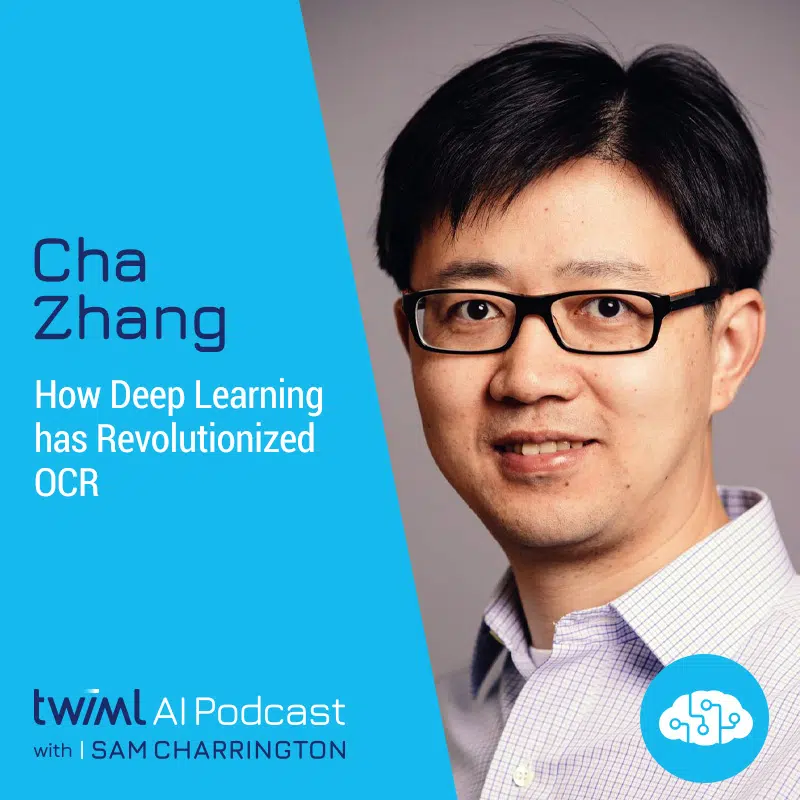 Cha
Zhang
How Deep Learning
has Revolutionized
OCR
twiml AI Podcast
with | SAM CHARRINGTON